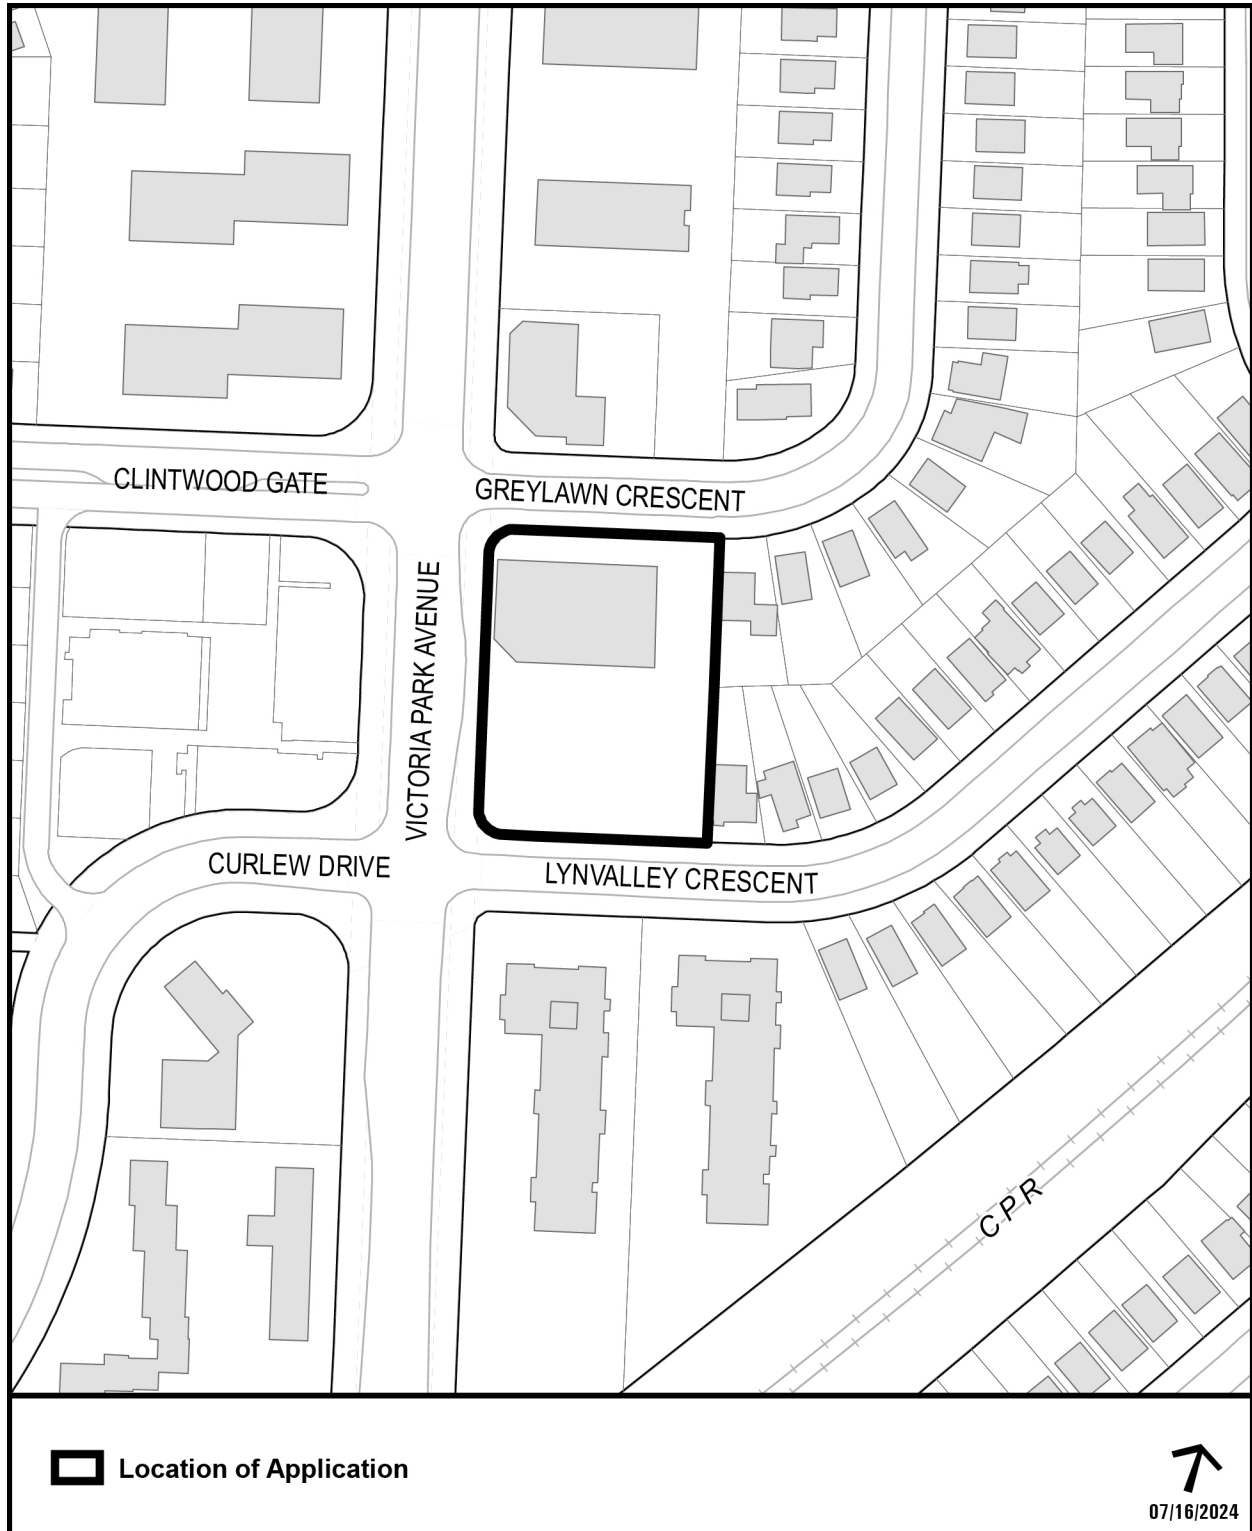 CLINTWOOD GATE
GREYLAWN CRESCENT
VICTORIA PARK AVENUE
CURLEW DRIVE
LYNVALLEY CRESCENT
CPR
Location of Application
07/16/2024